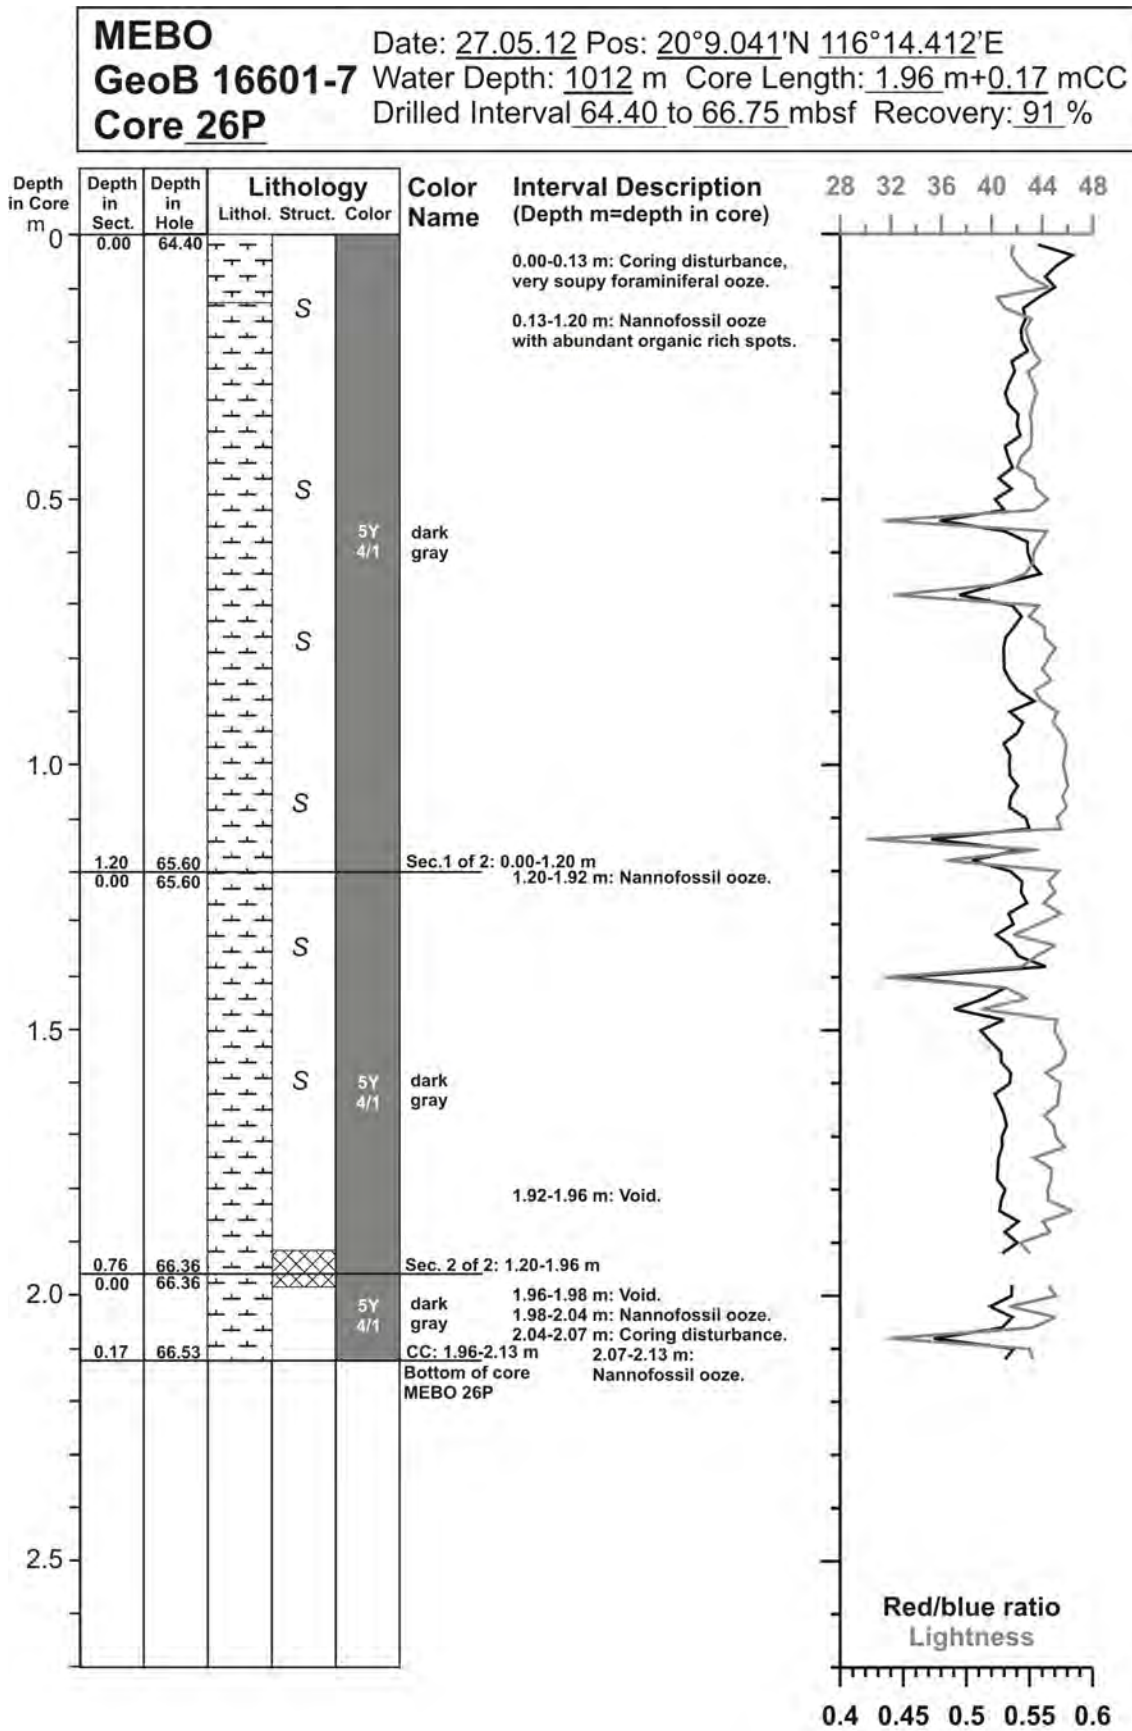 MEBO
GeoB 16601-7
Core 26P
Date: 27.05.12 Pos: 20°9.041'N 116°14.412'E
Water Depth: 1012 m Core Length: 1.96 m+0.17 mCC
Drilled Interval 64.40 to 66.75 mbsf Recovery: 91 %
Depth in Core m
Depth in Sect.
Depth in Hole
Lithology
Lithol. Struct. Color
Color Name
Interval Description
(Depth m=depth in core)
28 32 36 40 44 48
0
0.00 64.40
0.00-0.13 m: Coring disturbance,
very soupy foraminiferal ooze.
S
0.13-1.20 m: Nannofossil ooze
with abundant organic rich spots.
0.5
S
5Y
4/1
dark
gray
S
1.0
S
1.20 65.60
Sec.1 of 2: 0.00-1.20 m
0.00 65.60
1.20-1.92 m: Nannofossil ooze.
S
1.5
S
5Y
4/1
dark
gray
1.92-1.96 m: Void.
0.76 66.36
Sec. 2 of 2: 1.20-1.96 m
0.00 66.36
2.0
1.96-1.98 m: Void.
5Y
4/1
dark
gray
1.98-2.04 m: Nannofossil ooze.
2.04-2.07 m: Coring disturbance.
0.17 66.53
CC: 1.96-2.13 m
2.07-2.13 m:
Nannofossil ooze.
Bottom of core
MEBO 26P
2.5
Red/blue ratio
Lightness
0.4 0.45 0.5 0.55 0.6